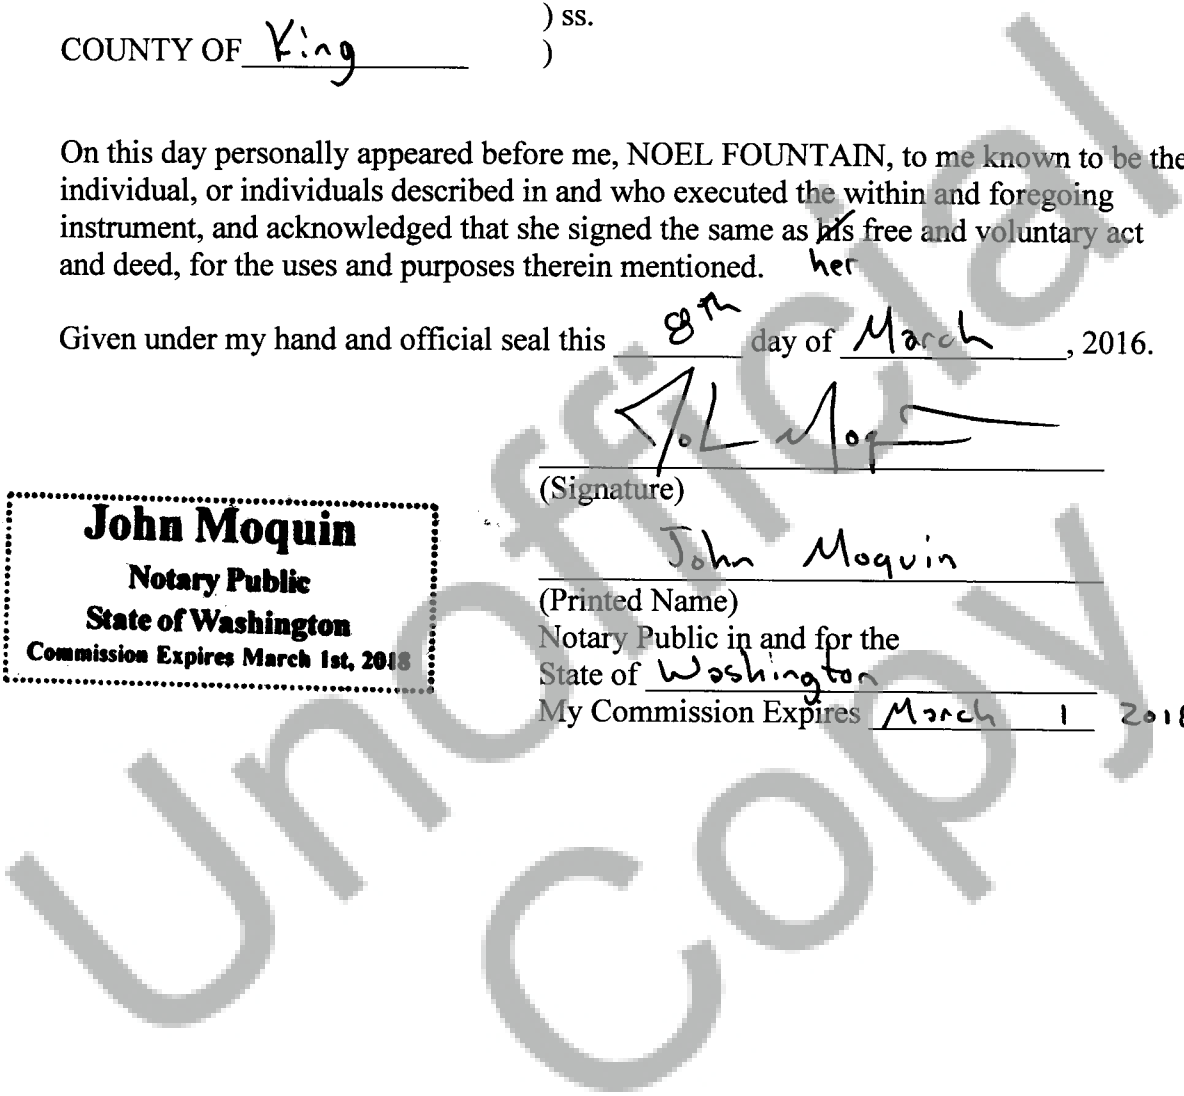 ) ss.
COUNTY OF King )
On this day personally appeared before me, NOEL FOUNTAIN, to me known to be the
individual, or individuals described in and who executed the within and foregoing
instrument, and acknowledged that she signed the same as his free and voluntary act
and deed, for the uses and purposes therein mentioned. her
Given under my hand and official seal this 8th day of March, 2016.
John Moquin
(Signature)
John Moquin
Notary Public
State of Washington
Commission Expires March 1st, 2018
John Moquin
(Printed Name)
Notary Public in and for the
State of Washington
My Commission Expires March 1 2018
Unofficial
Copy